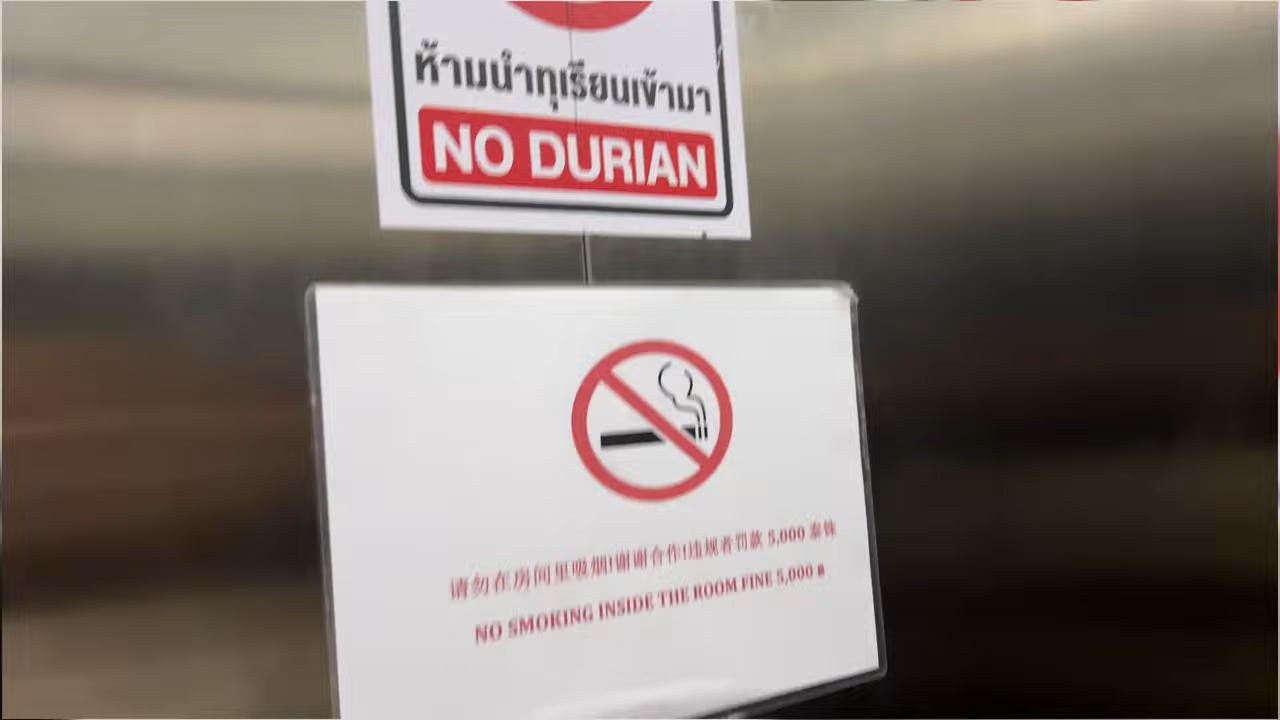 ห้ามนำทุเรียนเข้ามา
NO DURIAN
请勿在房间里吸烟!谢谢合作!违规者罚款 5,000 泰铢
NO SMOKING INSIDE THE ROOM FINE 5,000 ฿